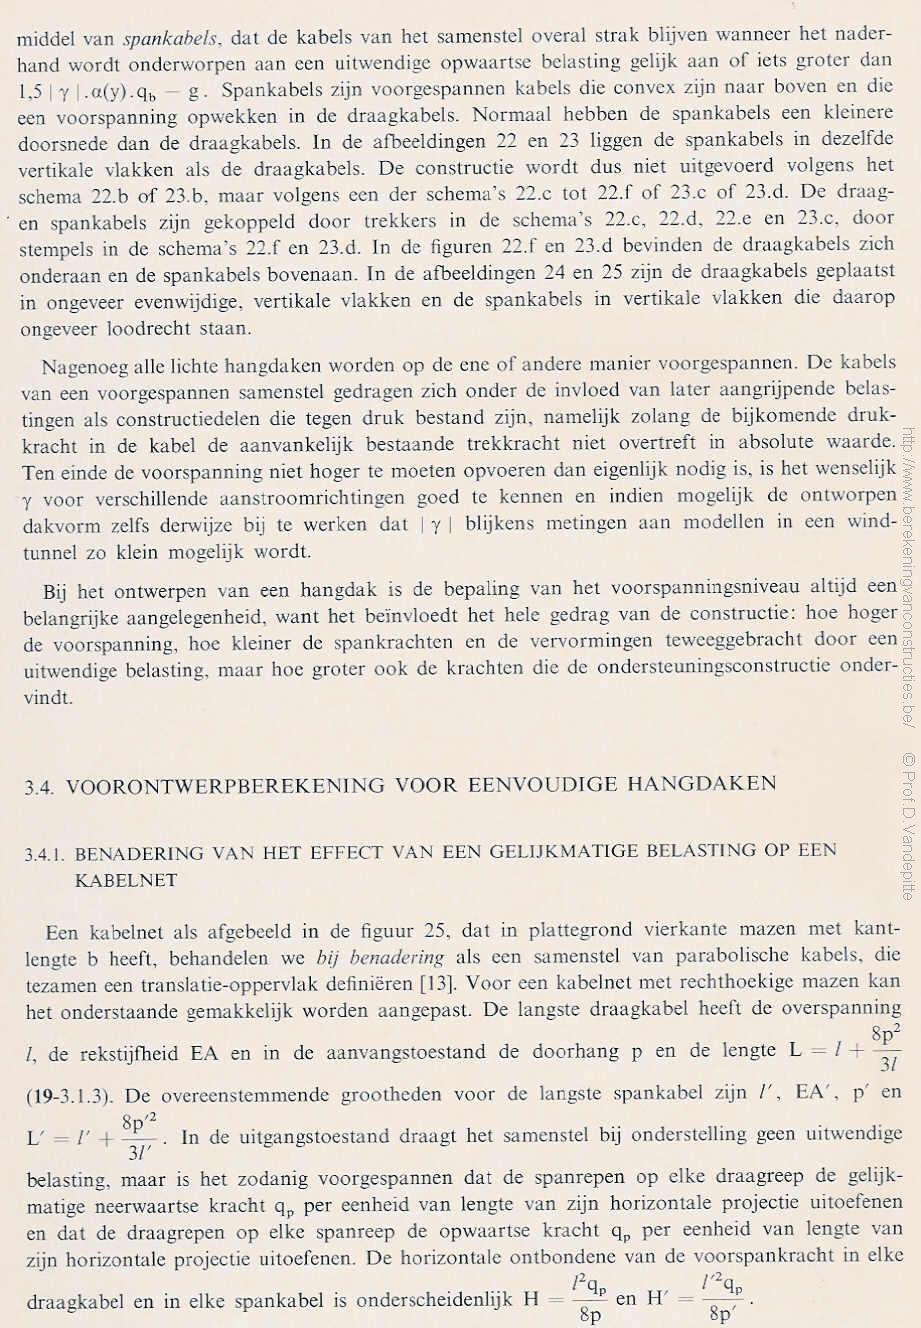 middel van spankabels, dat de kabels van het samenstel overal strak blijven wanneer het nader-
hand wordt onderworpen aan een uitwendige opwaartse belasting gelijk aan of iets groter dan
1,5 | γ | . α(y) . q_b − g . Spankabels zijn voorgespannen kabels die convex zijn naar boven en die
een voorspanning opwekken in de draagkabels. Normaal hebben de spankabels een kleinere
doorsnede dan de draagkabels. In de afbeeldingen 22 en 23 liggen de spankabels in dezelfde
vertikale vlakken als de draagkabels. De constructie wordt dus niet uitgevoerd volgens het
schema 22.b of 23.b, maar volgens een der schema's 22.c tot 22.f of 23.c of 23.d. De draag-
en spankabels zijn gekoppeld door trekkers in de schema's 22.c, 22.d, 22.e en 23.c, door
stempels in de schema's 22.f en 23.d. In de figuren 22.f en 23.d bevinden de draagkabels zich
onderaan en de spankabels bovenaan. In de afbeeldingen 24 en 25 zijn de draagkabels geplaatst
in ongeveer evenwijdige, vertikale vlakken en de spankabels in vertikale vlakken die daarop
ongeveer loodrecht staan.
Nagenoeg alle lichte hangdaken worden op de ene of andere manier voorgespannen. De kabels
van een voorgespannen samenstel gedragen zich onder de invloed van later aangrijpende belas-
tingen als constructiedelen die tegen druk bestand zijn, namelijk zolang de bijkomende druk-
kracht in de kabel de aanvankelijk bestaande trekkracht niet overtreft in absolute waarde.
Ten einde de voorspanning niet hoger te moeten opvoeren dan eigenlijk nodig is, is het wenselijk
γ voor verschillende aanstroomrichtingen goed te kennen en indien mogelijk de ontworpen
dakvorm zelfs derwijze bij te werken dat | γ | blijkens metingen aan modellen in een wind-
tunnel zo klein mogelijk wordt.
Bij het ontwerpen van een hangdak is de bepaling van het voorspanningsniveau altijd een
belangrijke aangelegenheid, want het beïnvloedt het hele gedrag van de constructie: hoe hoger
de voorspanning, hoe kleiner de spankrachten en de vervormingen teweeggebracht door een
uitwendige belasting, maar hoe groter ook de krachten die de ondersteuningsconstructie onder-
vindt.
3.4. VOORONTWERPBEREKENING VOOR EENVOUDIGE HANGDAKEN
3.4.1. BENADERING VAN HET EFFECT VAN EEN GELIJKMATIGE BELASTING OP EEN
KABELNET
Een kabelnet als afgebeeld in de figuur 25, dat in plattegrond vierkante mazen met kant-
lengte b heeft, behandelen we bij benadering als een samenstel van parabolische kabels, die
tezamen een translatie-oppervlak definiëren [13]. Voor een kabelnet met rechthoekige mazen kan
het onderstaande gemakkelijk worden aangepast. De langste draagkabel heeft de overspanning
l, de rekstijfheid EA en in de aanvangstoestand de doorhang p en de lengte L = l + 8p²/3l
(19-3.1.3). De overeenstemmende grootheden voor de langste spankabel zijn l′, EA′, p′ en
L′ = l′ + 8p′²/3l′ . In de uitgangstoestand draagt het samenstel bij onderstelling geen uitwendige
belasting, maar is het zodanig voorgespannen dat de spanrepen op elke draagreep de gelijk-
matige neerwaartse kracht q_p per eenheid van lengte van zijn horizontale projectie uitoefenen
en dat de draagrepen op elke spanreep de opwaartse kracht q_p per eenheid van lengte van
zijn horizontale projectie uitoefenen. De horizontale ontbondene van de voorspankracht in elke
draagkabel en in elke spankabel is onderscheidenlijk H = l²q_p/8p en H′ = l′²q_p/8p′ .
http://www.berekeningvanconstructies.be/ © Prof D. Vandepitte